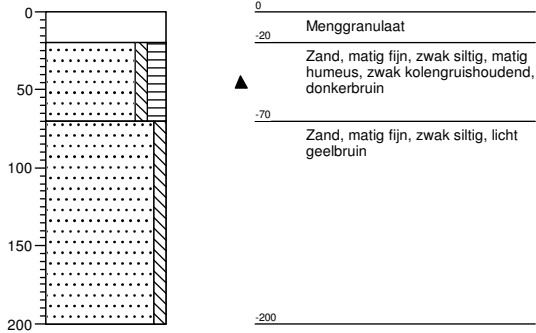 0
50
100
150
200
0
Menggranulaat
-20
Zand, matig fijn, zwak siltig, matig
humeus, zwak kolengruishoudend,
donkerbruin
-70
Zand, matig fijn, zwak siltig, licht
geelbruin
-200